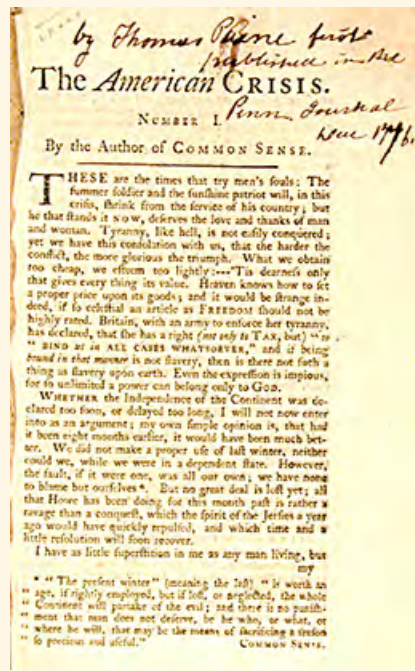 by Thomas Paine first
published in the
The American CRISIS.
Penn. Journal
NUMBER I.
Dec 1776.
By the Author of COMMON SENSE.
THESE are the times that try men's souls: The
summer soldier and the sunshine patriot will, in this
crisis, shrink from the service of his country; but
he that stands it NOW, deserves the love and thanks of man
and woman. Tyranny, like hell, is not easily conquered;
yet we have this consolation with us, that the harder the
conflict, the more glorious the triumph. What we obtain
too cheap, we esteem too lightly:---'Tis dearness only
that gives every thing its value. Heaven knows how to set
a proper price upon its goods; and it would be strange in-
deed, if so celestial an article as FREEDOM should not be
highly rated. Britain, with an army to enforce her tyranny,
has declared, that she has a right (not only to TAX, but) "to
" BIND us in ALL CASES WHATSOEVER," and if being
bound in that manner is not slavery, then is there not such a
thing as slavery upon earth. Even the expression is impious,
for so unlimited a power can belong only to GOD.
WHETHER the Independence of the Continent was de-
clared too soon, or delayed too long, I will not now enter
into as an argument; my own simple opinion is, that had
it been eight months earlier, it would have been much bet-
ter. We did not make a proper use of last winter, neither
could we, while we were in a dependent state. However,
the fault, if it were one, was all our own; we have none
to blame but ourselves *. But no great deal is lost yet; all
that Howe has been doing for this month past is rather a
ravage than a conquest, which the spirit of the Jersies a year
ago would have quickly repulsed, and which time and a
little resolution will soon recover.
I have as little superstition in me as any man living, but
my
* " The present winter" (meaning the last) " is worth an
" age, if rightly employed, but if lost, or neglected, the whole
" Continent will partake of the evil; and there is no punish-
" ment that man does not deserve, be he who, or what, or
" where he will, that may be the means of sacrificing a season
" so precious and useful." COMMON SENSE.